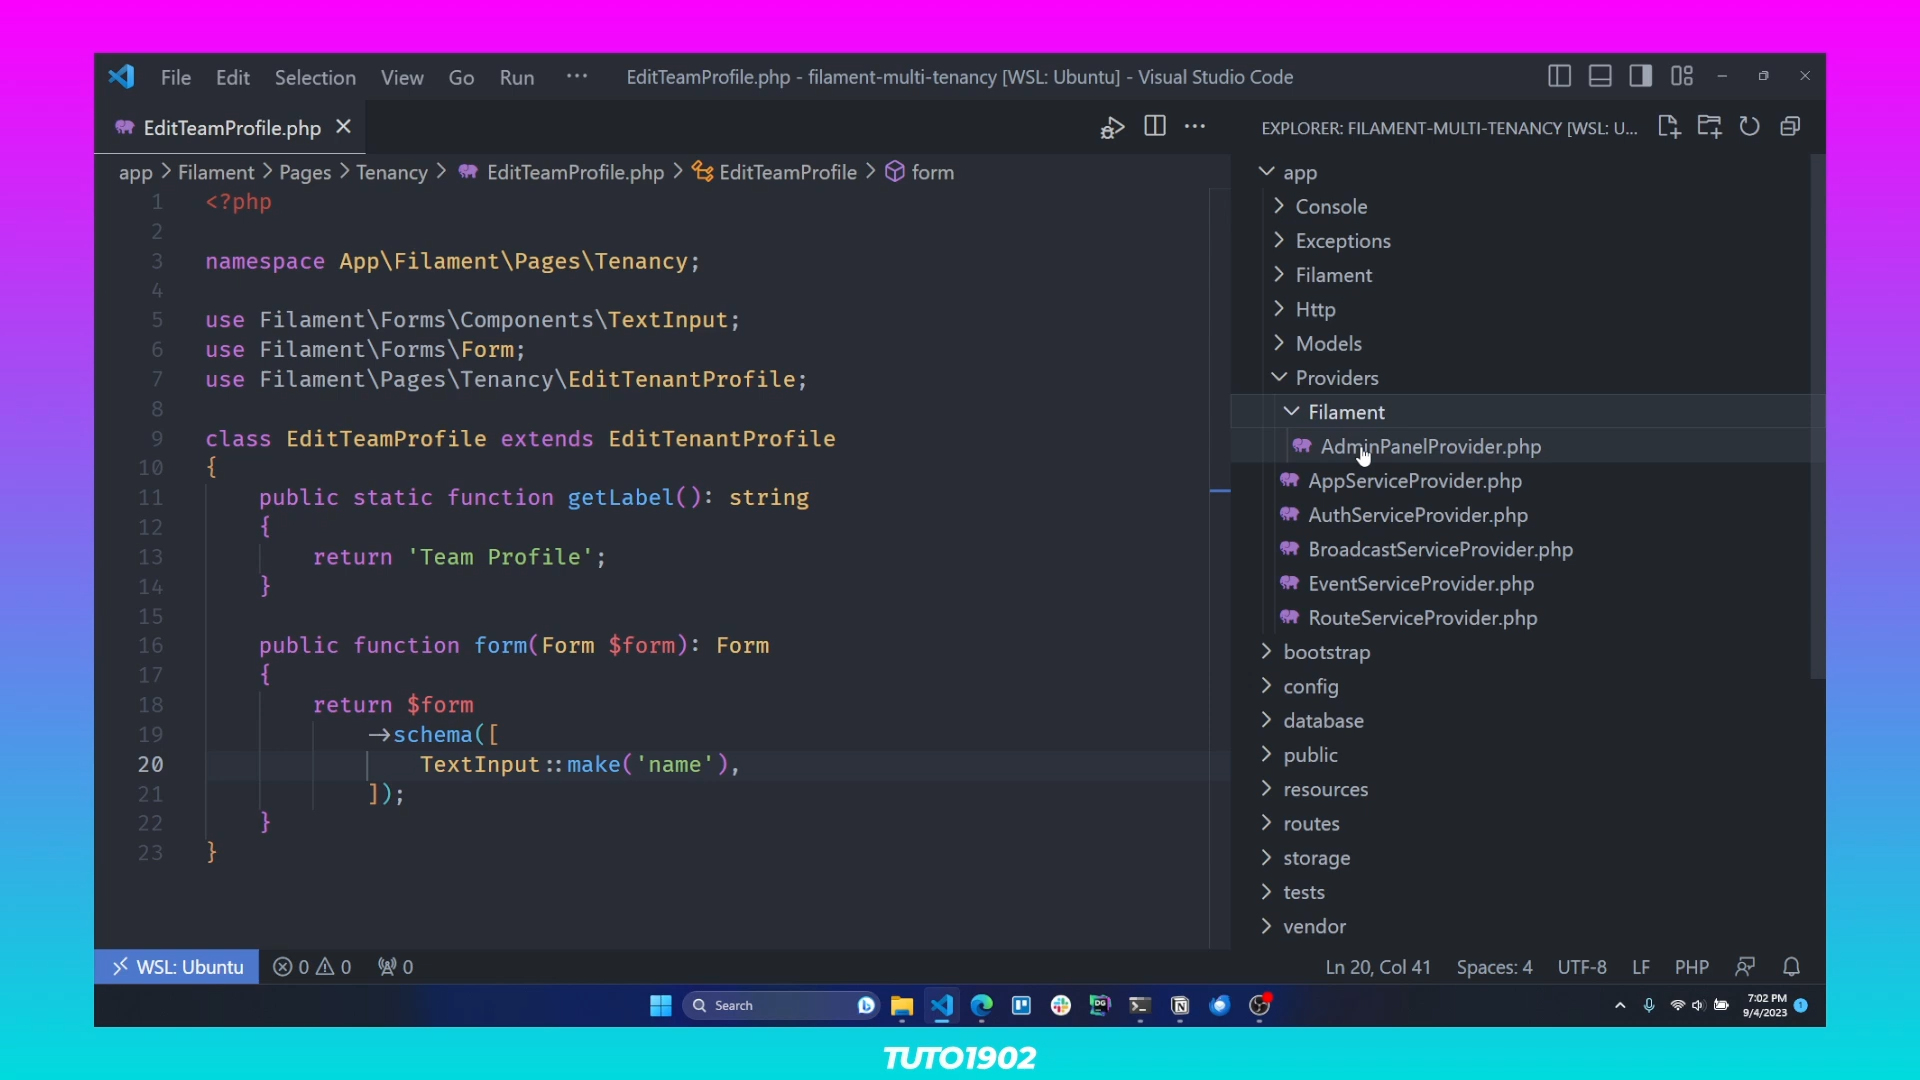 File Edit Selection View Go Run ··· EditTeamProfile.php - filament-multi-tenancy [WSL: Ubuntu] - Visual Studio Code
EditTeamProfile.php
EXPLORER: FILAMENT-MULTI-TENANCY [WSL: U...
app > Filament > Pages > Tenancy > EditTeamProfile.php > EditTeamProfile > form
1 <?php
2
3 namespace App\Filament\Pages\Tenancy;
4
5 use Filament\Forms\Components\TextInput;
6 use Filament\Forms\Form;
7 use Filament\Pages\Tenancy\EditTenantProfile;
8
9 class EditTeamProfile extends EditTenantProfile
10 {
11 public static function getLabel(): string
12 {
13 return 'Team Profile';
14 }
15
16 public function form(Form $form): Form
17 {
18 return $form
19 ->schema([
20 TextInput::make('name'),
21 ]);
22 }
23 }
app
Console
Exceptions
Filament
Http
Models
Providers
Filament
AdminPanelProvider.php
AppServiceProvider.php
AuthServiceProvider.php
BroadcastServiceProvider.php
EventServiceProvider.php
RouteServiceProvider.php
bootstrap
config
database
public
resources
routes
storage
tests
vendor
WSL: Ubuntu 0 0 0 Ln 20, Col 41 Spaces: 4 UTF-8 LF PHP
Search
DG
7:02 PM
9/4/2023
1
TUTO1902